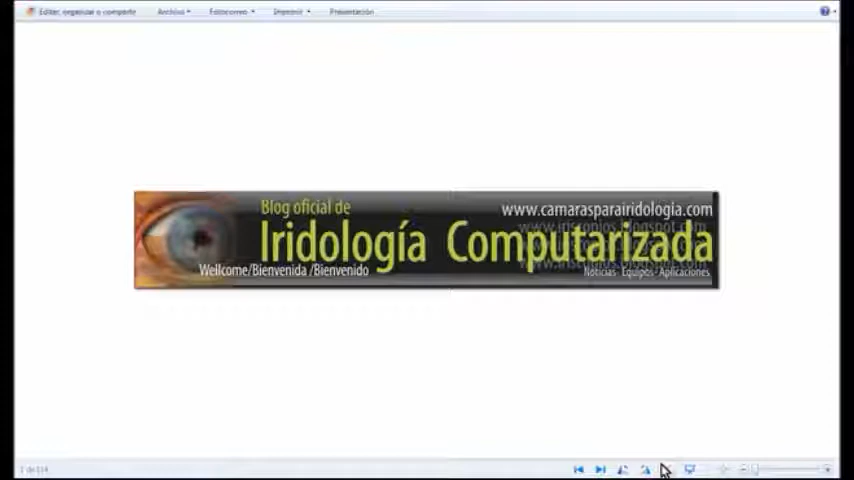 Editar, organizar o compartir Archivo Fotocorreo Imprimir Presentación
Blog oficial de
www.camarasparairidologia.com
Iridología Computarizada
Wellcome/Bienvenida /Bienvenido
Noticias- Equipos- Aplicaciones